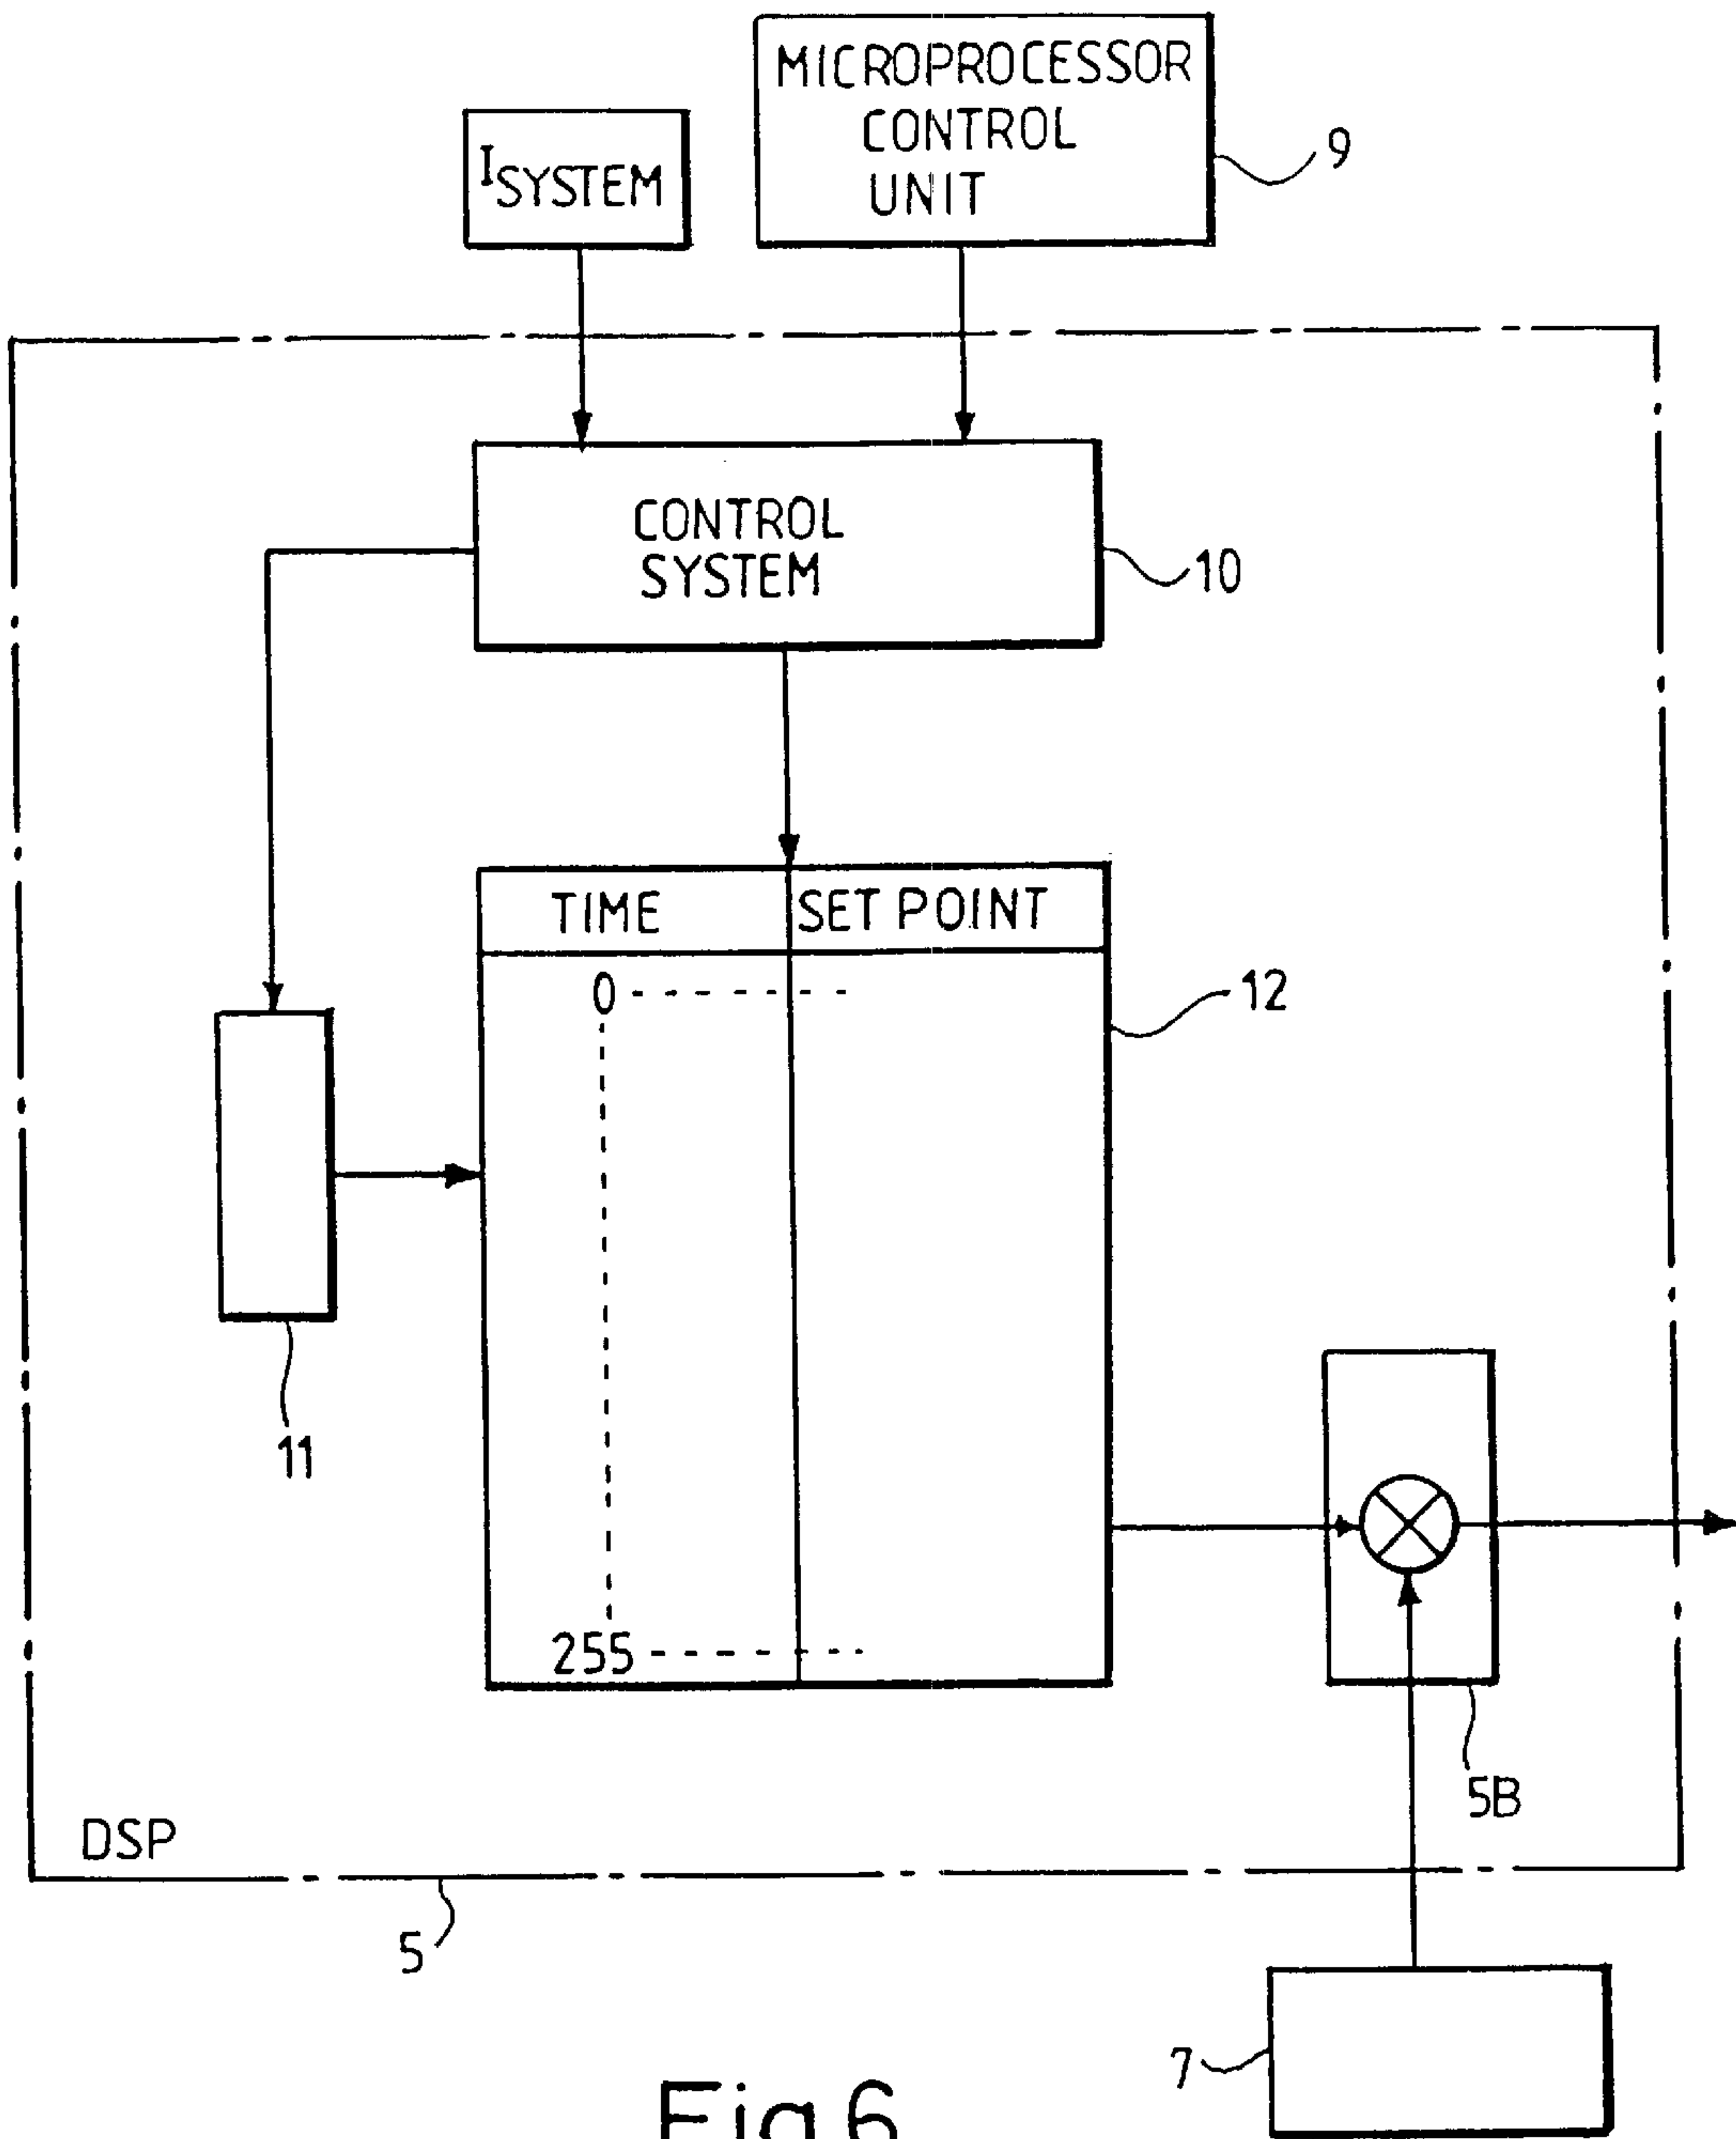 MICROPROCESSOR
CONTROL
UNIT
9
ISYSTEM
CONTROL
SYSTEM
10
TIME SET POINT
0
12
11
255
5B
DSP
5
7
Fig 6